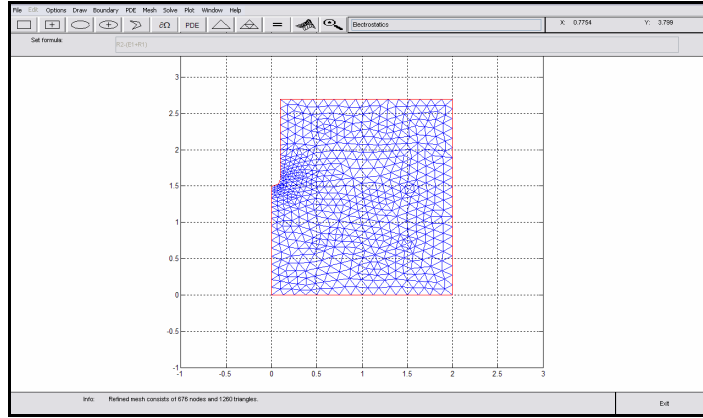 File Edit Options Draw Boundary PDE Mesh Solve Plot Window Help
∂Ω PDE = Electrostatics X: 0.7754 Y: 3.799
Set formula: R2-(E1+R1)
3
2.5
2
1.5
1
0.5
0
-0.5
-1
-1 -0.5 0 0.5 1 1.5 2 2.5 3
Info: Refined mesh consists of 676 nodes and 1260 triangles. Exit